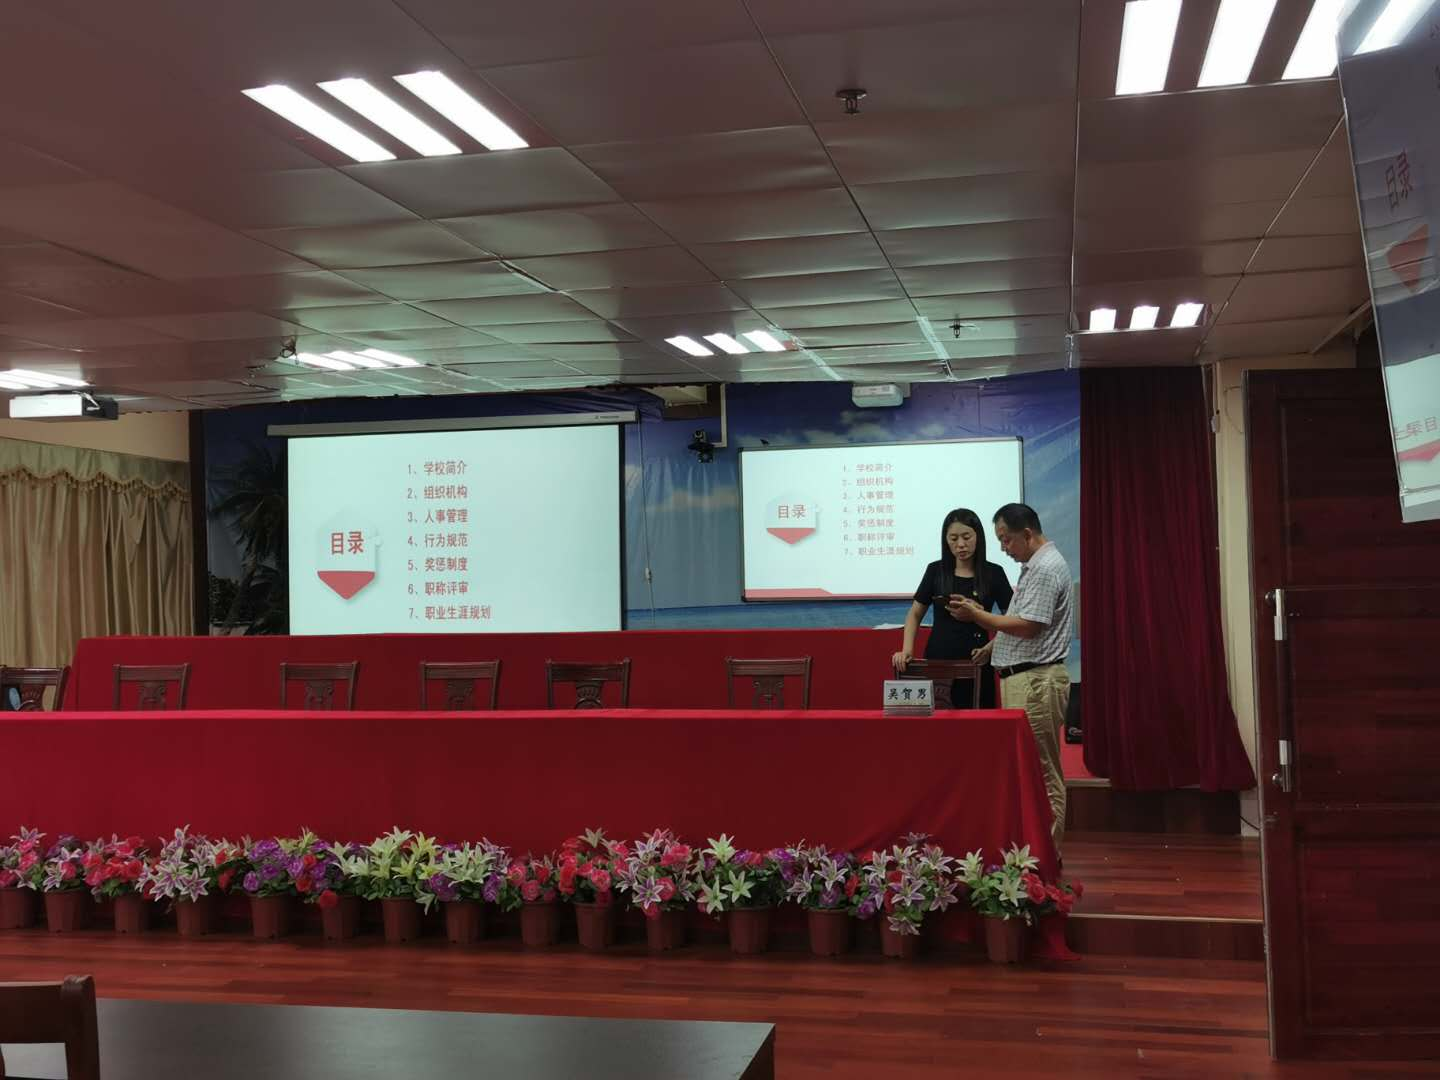 目录
1、学校简介
2、组织机构
3、人事管理
4、行为规范
5、奖惩制度
6、职称评审
7、职业生涯规划
目录
1、学校简介
2、组织机构
3、人事管理
4、行为规范
5、奖惩制度
6、职称评审
7、职业生涯规划
吴賀男
目录